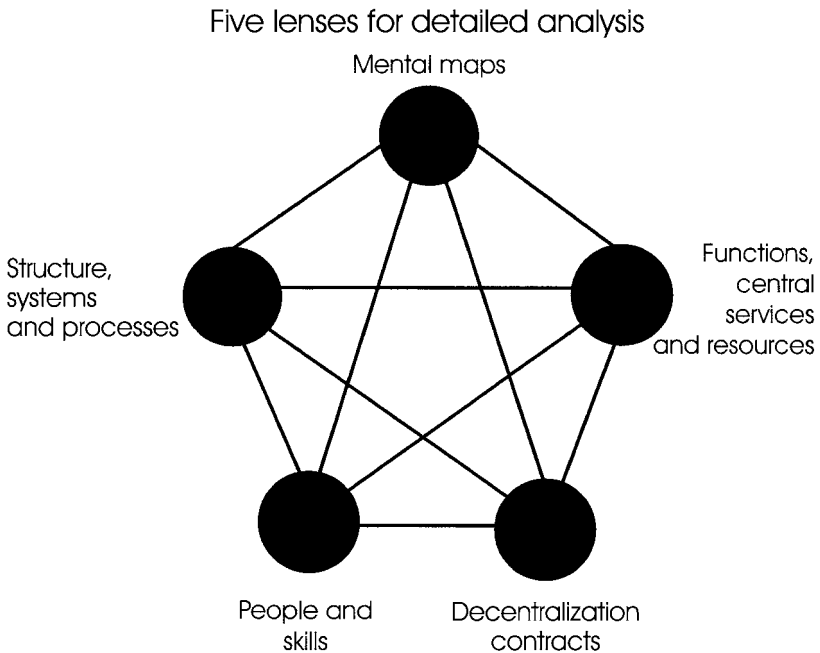 Five lenses for detailed analysis
Mental maps
Structure,
systems
and processes
Functions,
central
services
and resources
People and
skills
Decentralization
contracts